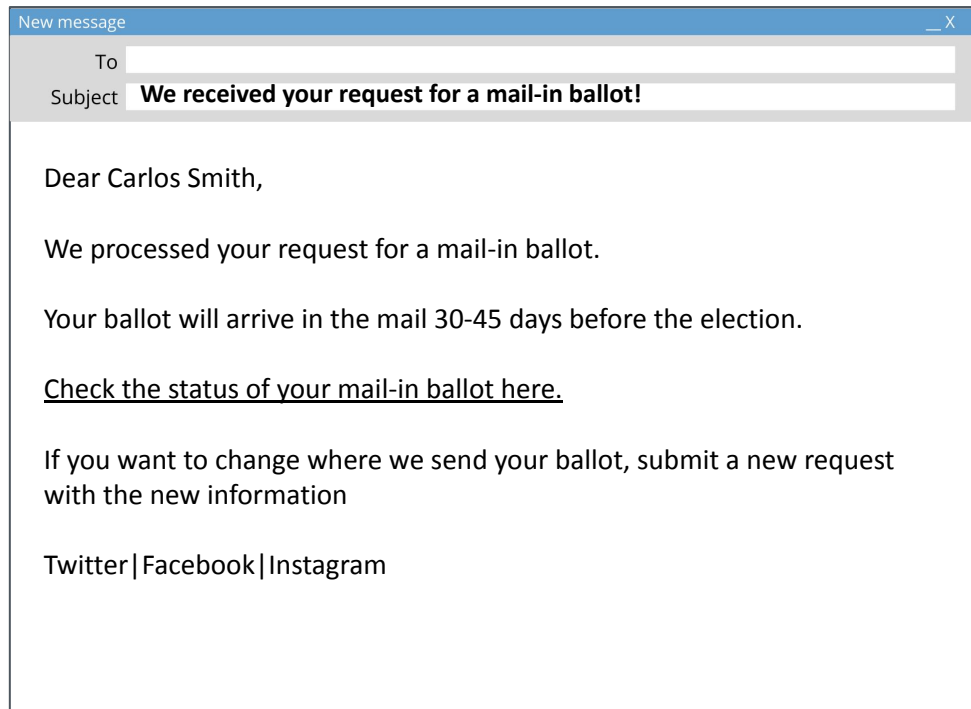 New message
__ X
To
Subject We received your request for a mail-in ballot!
Dear Carlos Smith,
We processed your request for a mail-in ballot.
Your ballot will arrive in the mail 30-45 days before the election.
Check the status of your mail-in ballot here.
If you want to change where we send your ballot, submit a new request
with the new information
Twitter|Facebook|Instagram